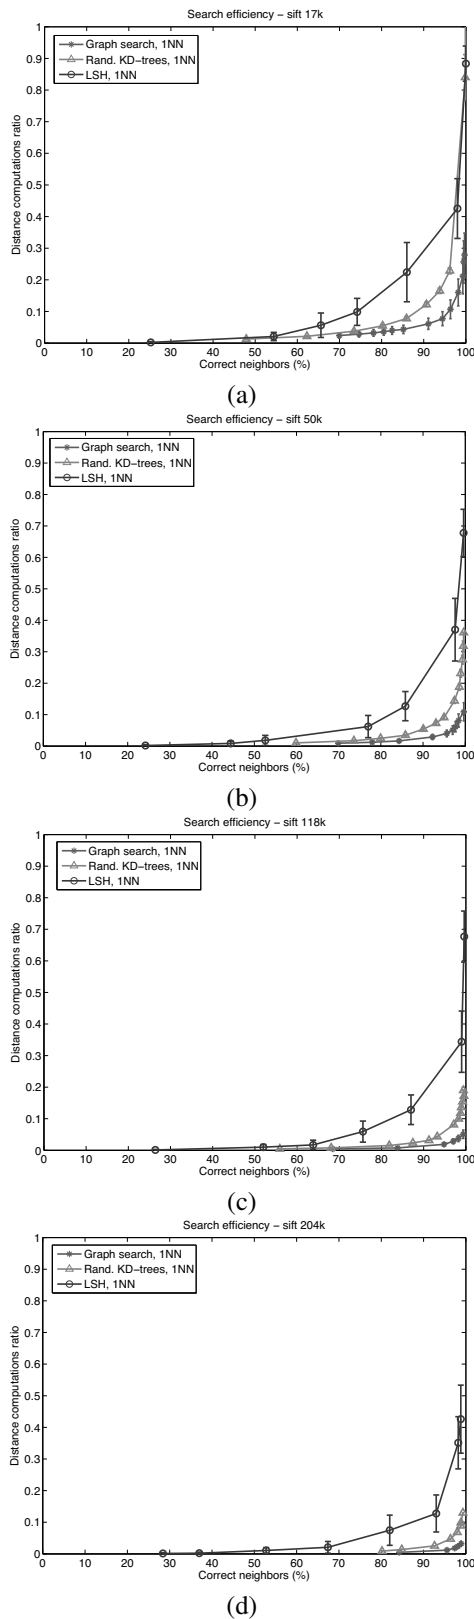 Search efficiency – sift 17k
1
0.9
0.8
0.7
0.6
0.5
0.4
0.3
0.2
0.1
0
Distance computations ratio
Graph search, 1NN
Rand. KD–trees, 1NN
LSH, 1NN
0 10 20 30 40 50 60 70 80 90 100
Correct neighbors (%)
(a)
Search efficiency – sift 50k
1
0.9
0.8
0.7
0.6
0.5
0.4
0.3
0.2
0.1
0
Distance computations ratio
Graph search, 1NN
Rand. KD–trees, 1NN
LSH, 1NN
0 10 20 30 40 50 60 70 80 90 100
Correct neighbors (%)
(b)
Search efficiency – sift 118k
1
0.9
0.8
0.7
0.6
0.5
0.4
0.3
0.2
0.1
0
Distance computations ratio
Graph search, 1NN
Rand. KD–trees, 1NN
LSH, 1NN
0 10 20 30 40 50 60 70 80 90 100
Correct neighbors (%)
(c)
Search efficiency – sift 204k
1
0.9
0.8
0.7
0.6
0.5
0.4
0.3
0.2
0.1
0
Distance computations ratio
Graph search, 1NN
Rand. KD–trees, 1NN
LSH, 1NN
0 10 20 30 40 50 60 70 80 90 100
Correct neighbors (%)
(d)